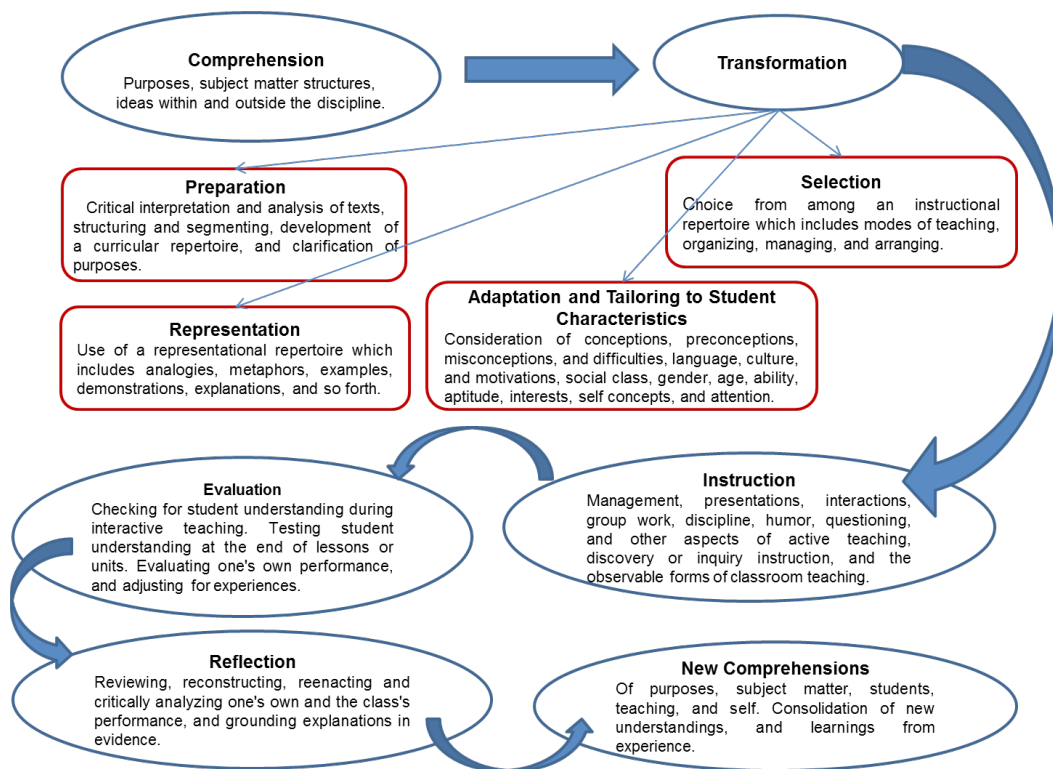 Comprehension
Purposes, subject matter structures,
ideas within and outside the discipline.
Transformation
Preparation
Critical interpretation and analysis of texts,
structuring and segmenting, development of
a curricular repertoire, and clarification of
purposes.
Selection
Choice from among an instructional
repertoire which includes modes of teaching,
organizing, managing, and arranging.
Representation
Use of a representational repertoire which
includes analogies, metaphors, examples,
demonstrations, explanations, and so forth.
Adaptation and Tailoring to Student
Characteristics
Consideration of conceptions, preconceptions,
misconceptions, and difficulties, language, culture,
and motivations, social class, gender, age, ability,
aptitude, interests, self concepts, and attention.
Evaluation
Checking for student understanding during
interactive teaching. Testing student
understanding at the end of lessons or
units. Evaluating one's own performance,
and adjusting for experiences.
Instruction
Management, presentations, interactions,
group work, discipline, humor, questioning,
and other aspects of active teaching,
discovery or inquiry instruction, and the
observable forms of classroom teaching.
Reflection
Reviewing, reconstructing, reenacting and
critically analyzing one's own and the class's
performance, and grounding explanations in
evidence.
New Comprehensions
Of purposes, subject matter, students,
teaching, and self. Consolidation of new
understandings, and learnings from
experience.